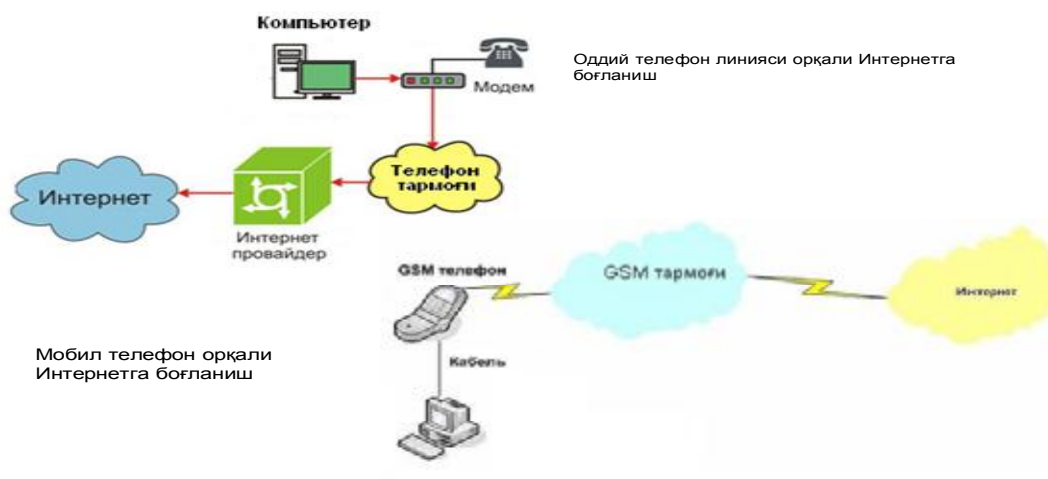 Компьютер
Оддий телефон линияси орқали Интернетга
боғланиш
Модем
Телефон
тармоғи
Интернет
Интернет
провайдер
GSM телефон
GSM тармоғи
Интернет
Мобил телефон орқали
Интернетга боғланиш
Кабель